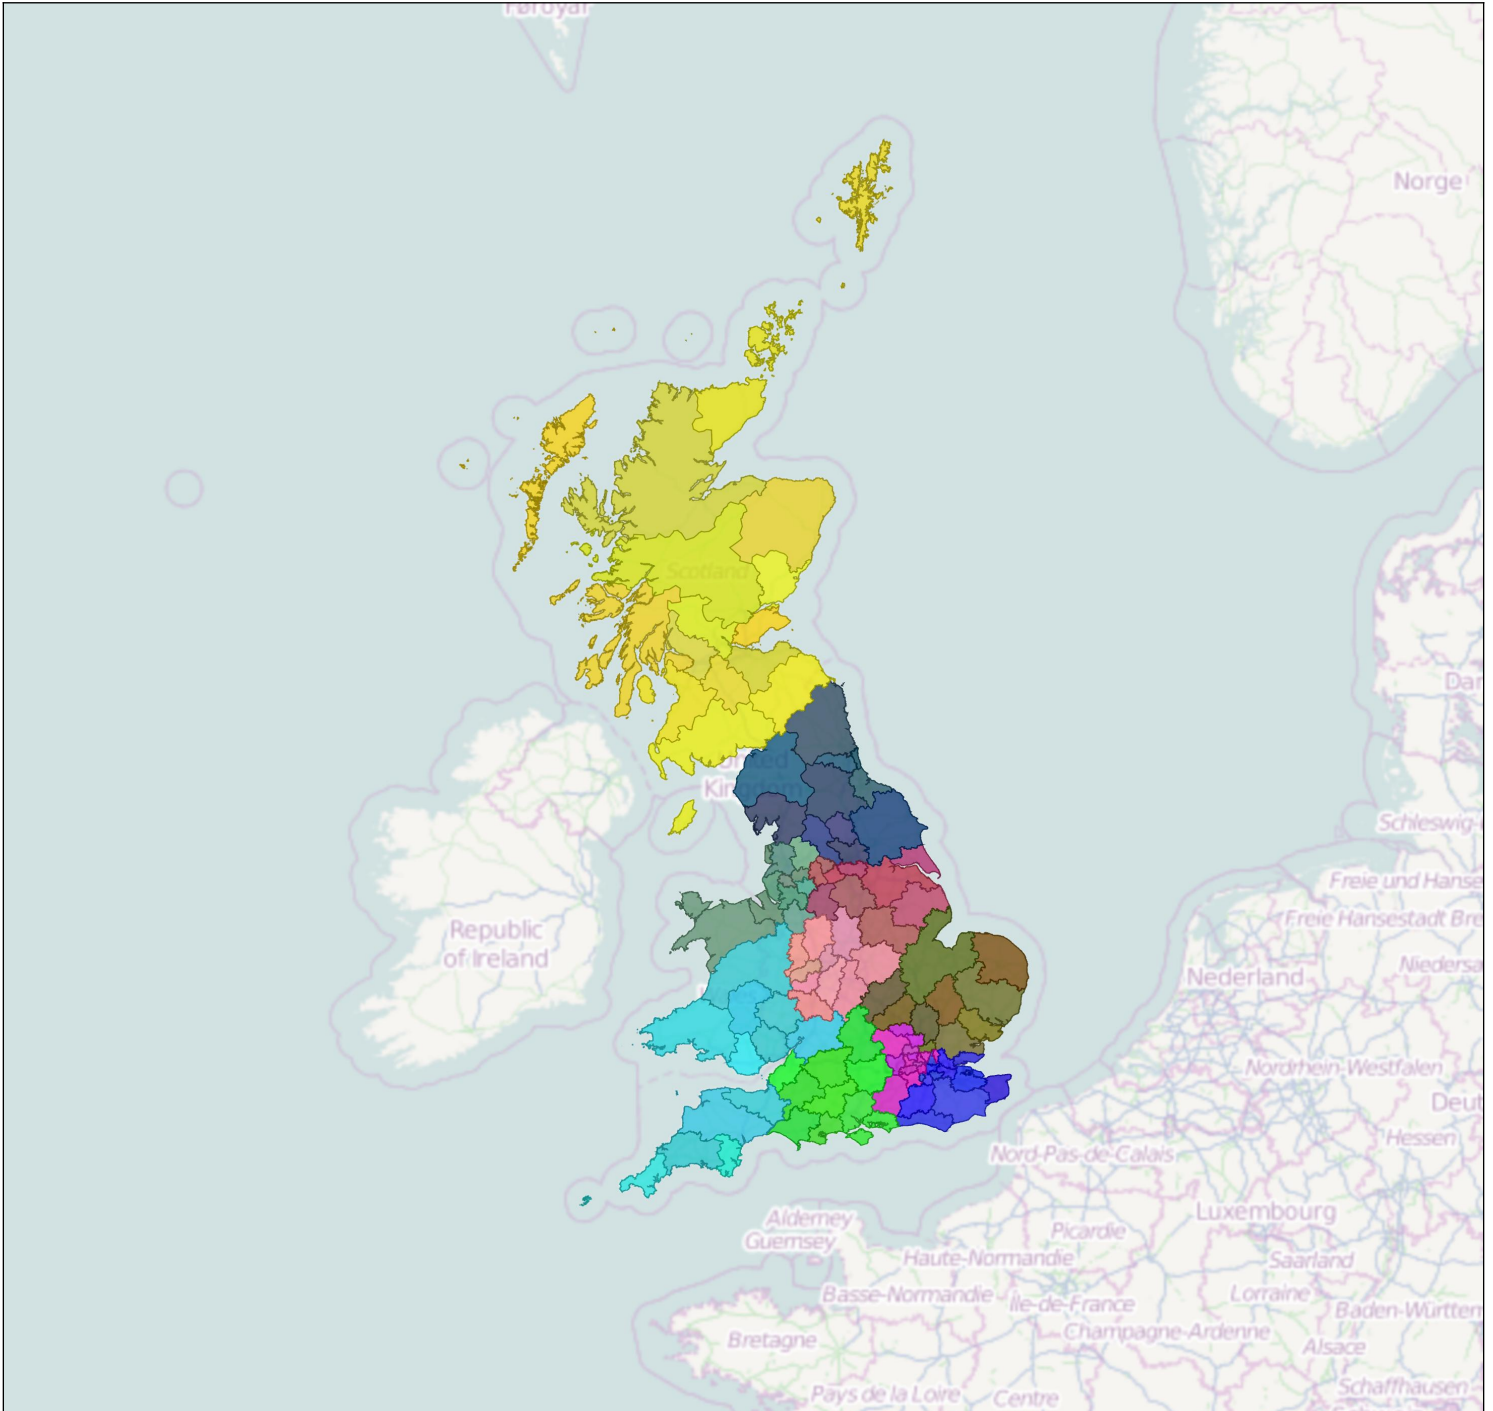 Føroyar
Norge
Scotland
Dan
United
Kingdom
Schleswig-
Freie und Hanse
Freie Hansestadt Bre
Republic
of Ireland
Niedersa
Nederland
Nordrhein-Westfalen
Deut
Hessen
Nord-Pas-de-Calais
Luxembourg
Alderney
Guernsey
Picardie
Haute-Normandie
Saarland
Basse-Normandie
Île-de-France
Lorraine
Baden-Württem
Bretagne
Champagne-Ardenne
Alsace
Pays de la Loire
Centre
Schaffhausen